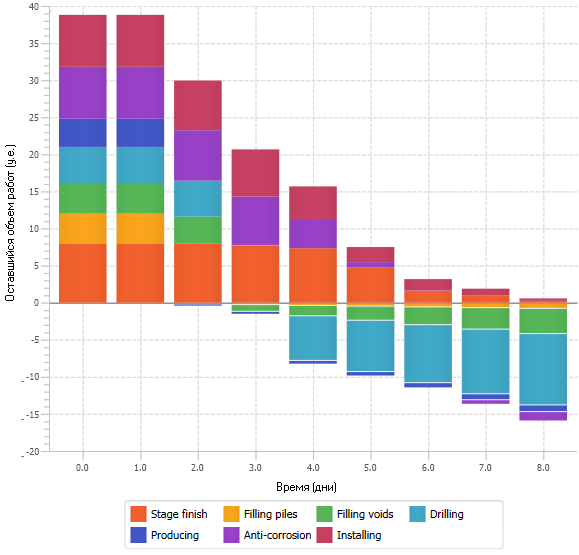 Оставшийся объем работ (у.е.)
40
35
30
25
20
15
10
5
0
-5
-10
-15
-20
0.0 1.0 2.0 3.0 4.0 5.0 6.0 7.0 8.0
Время (дни)
Stage finish Filling piles Filling voids Drilling
Producing Anti-corrosion Installing